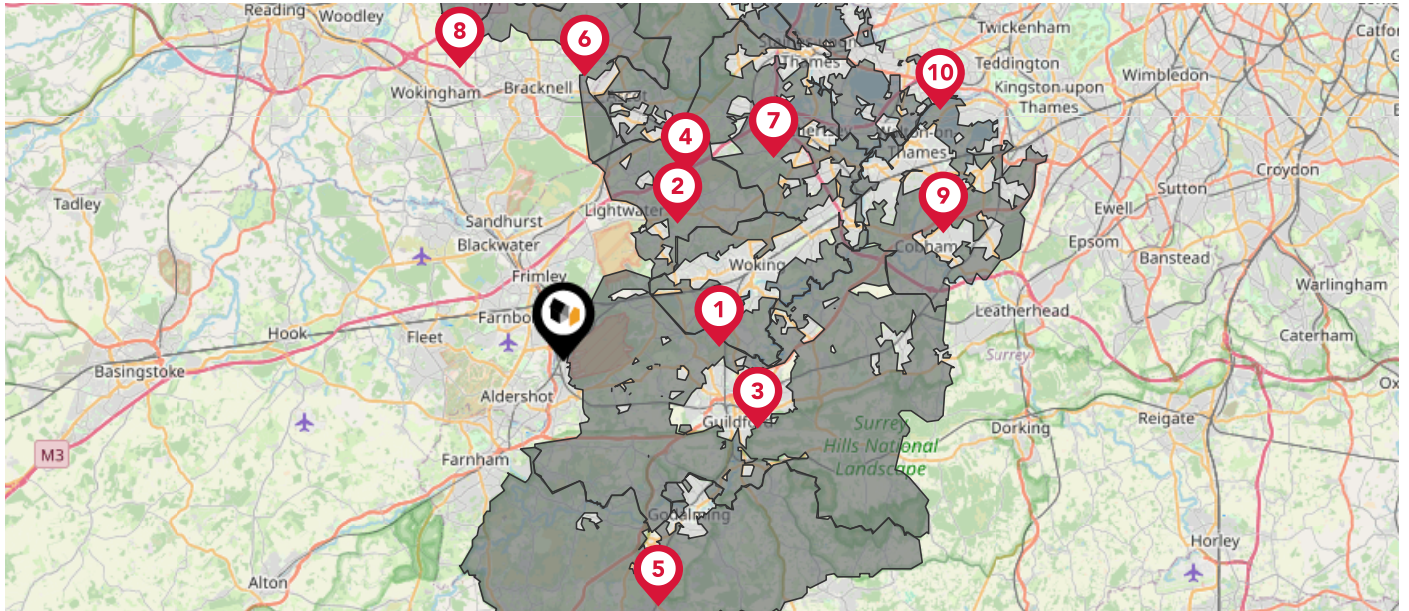 Reading
Woodley
Twickenham
8
6
Thames
Teddington
10
Wimbledon
Kingston upon
Thames
Wokingham
Bracknell
7
4
Thames
Croydon
2
9
Sutton
Tadley
Lightwater
Ewell
Sandhurst
Blackwater
Cobham
Epsom
Banstead
Woking
Frimley
Warlingham
1
Leatherhead
Hook
Fleet
Caterham
Surrey
Basingstoke
3
Aldershot
Guildford
Surrey
Hills National
Landscape
Dorking
Reigate
M3
Farnham
Godalming
5
Horley
Alton